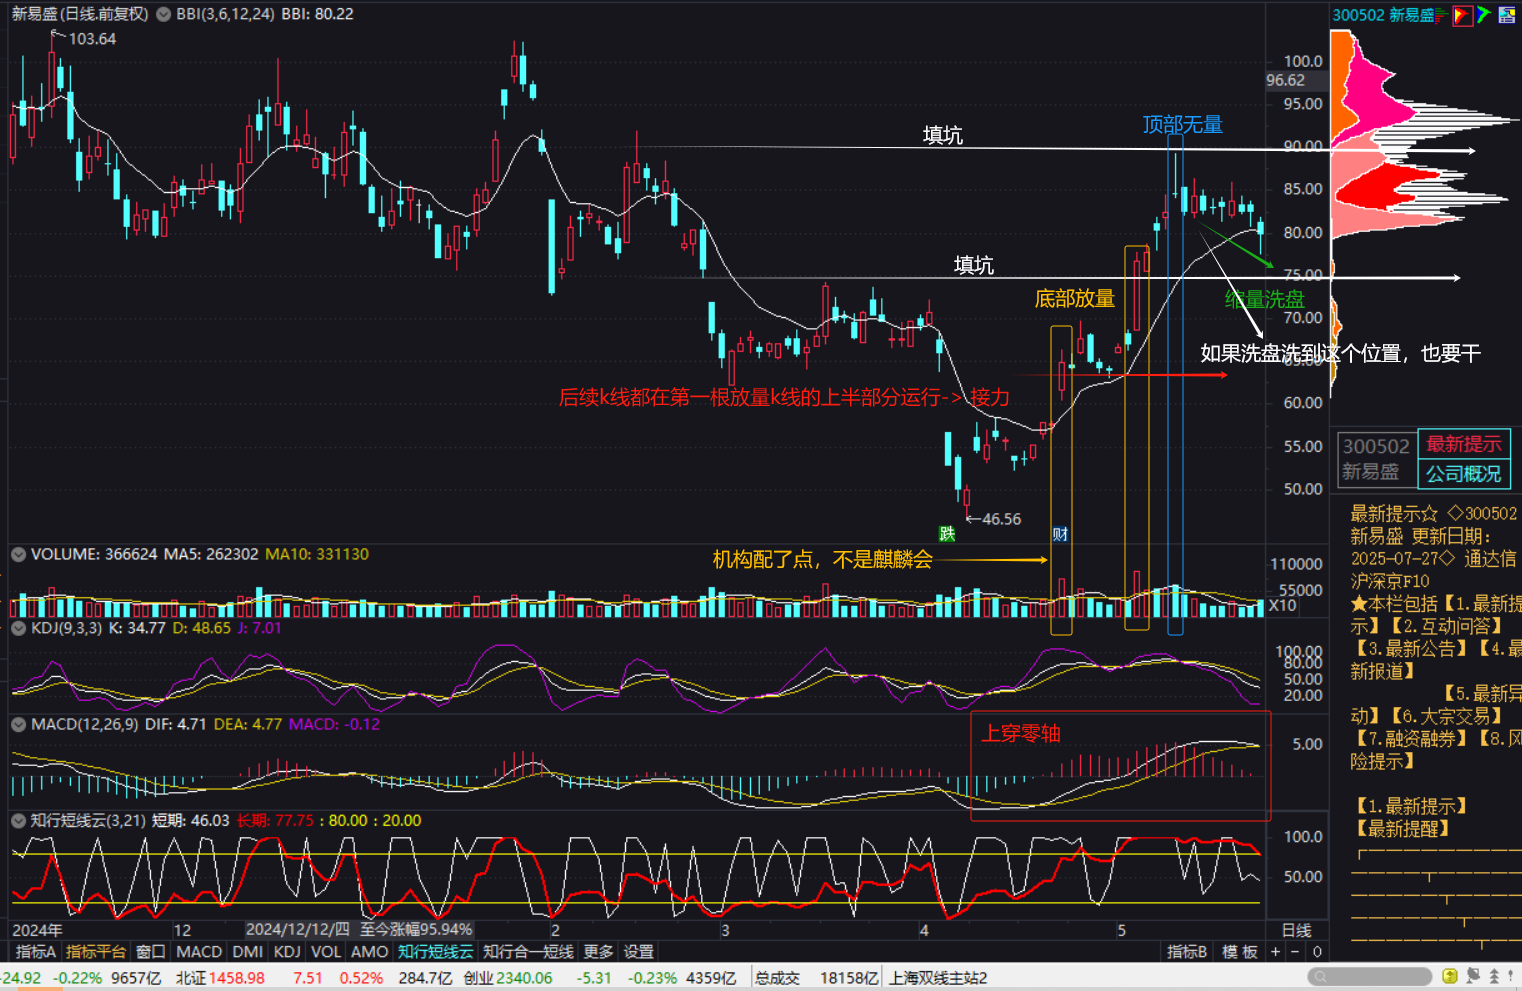 新易盛(日线.前复权) BBI(3,6,12,24) BBI: 80.22
300502 新易盛
103.64
100.0
96.62
95.00
90.00
85.00
80.00
75.00
70.00
65.00
60.00
55.00
50.00
填坑
顶部无量
填坑
底部放量
缩量洗盘
如果洗盘洗到这个位置，也要干
后续k线都在第一根放量k线的上半部分运行-> 接力
46.56
跌
财
机构配了点，不是麒麟会
VOLUME: 366624 MA5: 262302 MA10: 331130
110000
55000
X10
KDJ(9,3,3) K: 34.77 D: 48.65 J: 7.01
100.00
80.00
50.00
20.00
MACD(12,26,9) DIF: 4.71 DEA: 4.77 MACD: -0.12
上穿零轴
5.00
知行短线云(3,21) 短期: 46.03 长期: 77.75 : 80.00 : 20.00
100.0
50.00
2024年 12 2024/12/12/四 至今涨幅95.94% 2 3 4 5 日线
指标A 指标平台 窗口 MACD DMI KDJ VOL AMO 知行短线云 知行合一短线 更多 设置 指标B 模板 + − 0
300502
新易盛
最新提示
公司概况
最新提示☆ ◇300502
新易盛 更新日期:
2025-07-27◇ 通达信
沪深京F10
★本栏包括【1.最新提
示】【2.互动问答】
【3.最新公告】【4.最
新报道】
【5.最新异
动】【6.大宗交易】
【7.融资融券】【8.风
险提示】
【1.最新提示】
【最新提醒】
-24.92 -0.22% 9657亿 北证1458.98 7.51 0.52% 284.7亿 创业2340.06 -5.31 -0.23% 4359亿 总成交 18158亿 上海双线主站2